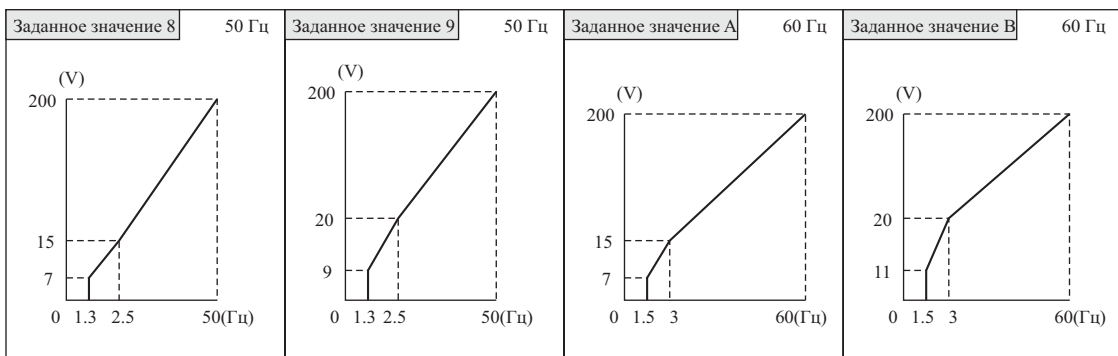 Заданное значение 8 50 Гц
(V)
200
15
7
0 1.3 2.5 50(Гц)
Заданное значение 9 50 Гц
(V)
200
20
9
0 1.3 2.5 50(Гц)
Заданное значение A 60 Гц
(V)
200
15
7
0 1.5 3 60(Гц)
Заданное значение B 60 Гц
(V)
200
20
11
0 1.5 3 60(Гц)